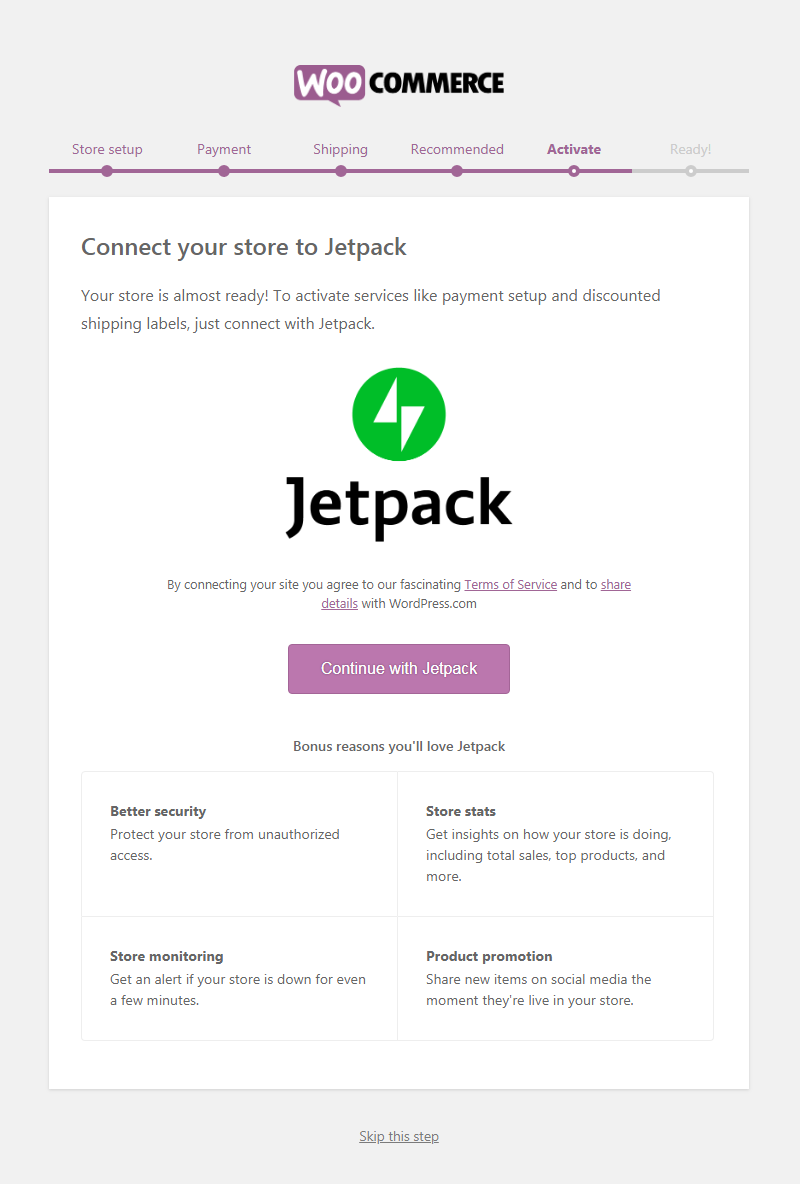 WOO COMMERCE
Store setup Payment Shipping Recommended Activate Ready!
Connect your store to Jetpack
Your store is almost ready! To activate services like payment setup and discounted
shipping labels, just connect with Jetpack.
Jetpack
By connecting your site you agree to our fascinating Terms of Service and to share
details with WordPress.com
Continue with Jetpack
Bonus reasons you'll love Jetpack
Better security
Protect your store from unauthorized
access.
Store stats
Get insights on how your store is doing,
including total sales, top products, and
more.
Store monitoring
Get an alert if your store is down for even
a few minutes.
Product promotion
Share new items on social media the
moment they're live in your store.
Skip this step